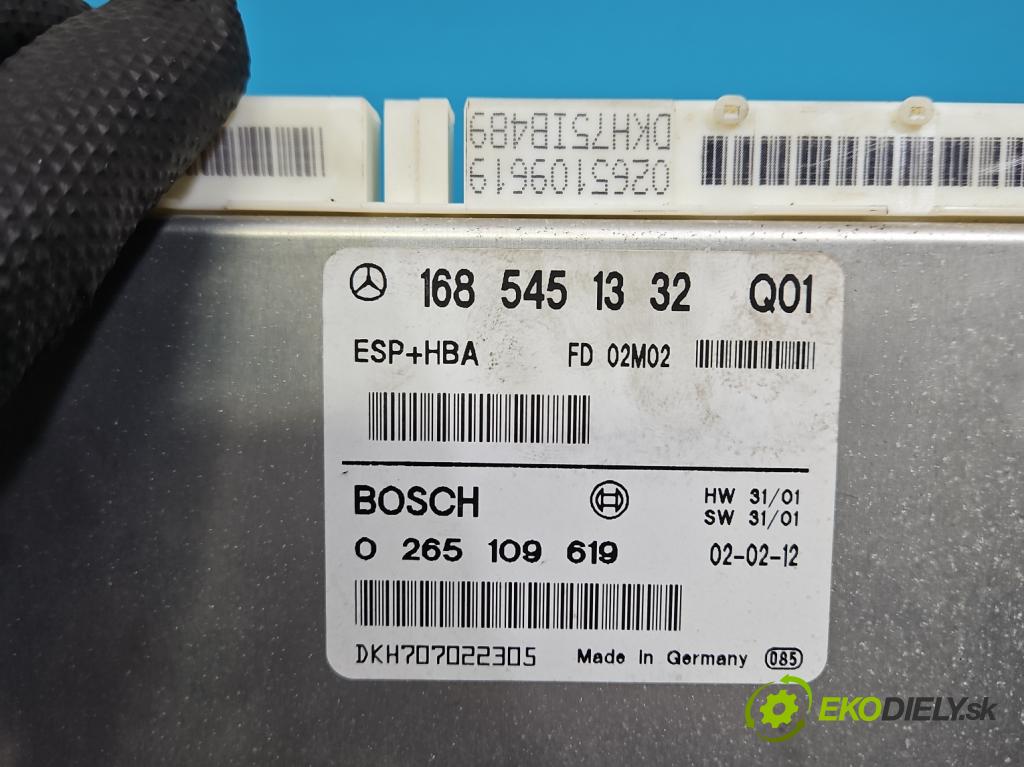 DKH75IB489
0265109619
168 545 13 32 Q01
ESP+HBA FD 02M02
BOSCH HW 31/01
SW 31/01
0 265 109 619 02-02-12
DKH707022305 Made in Germany 085
EKODIELY.sk